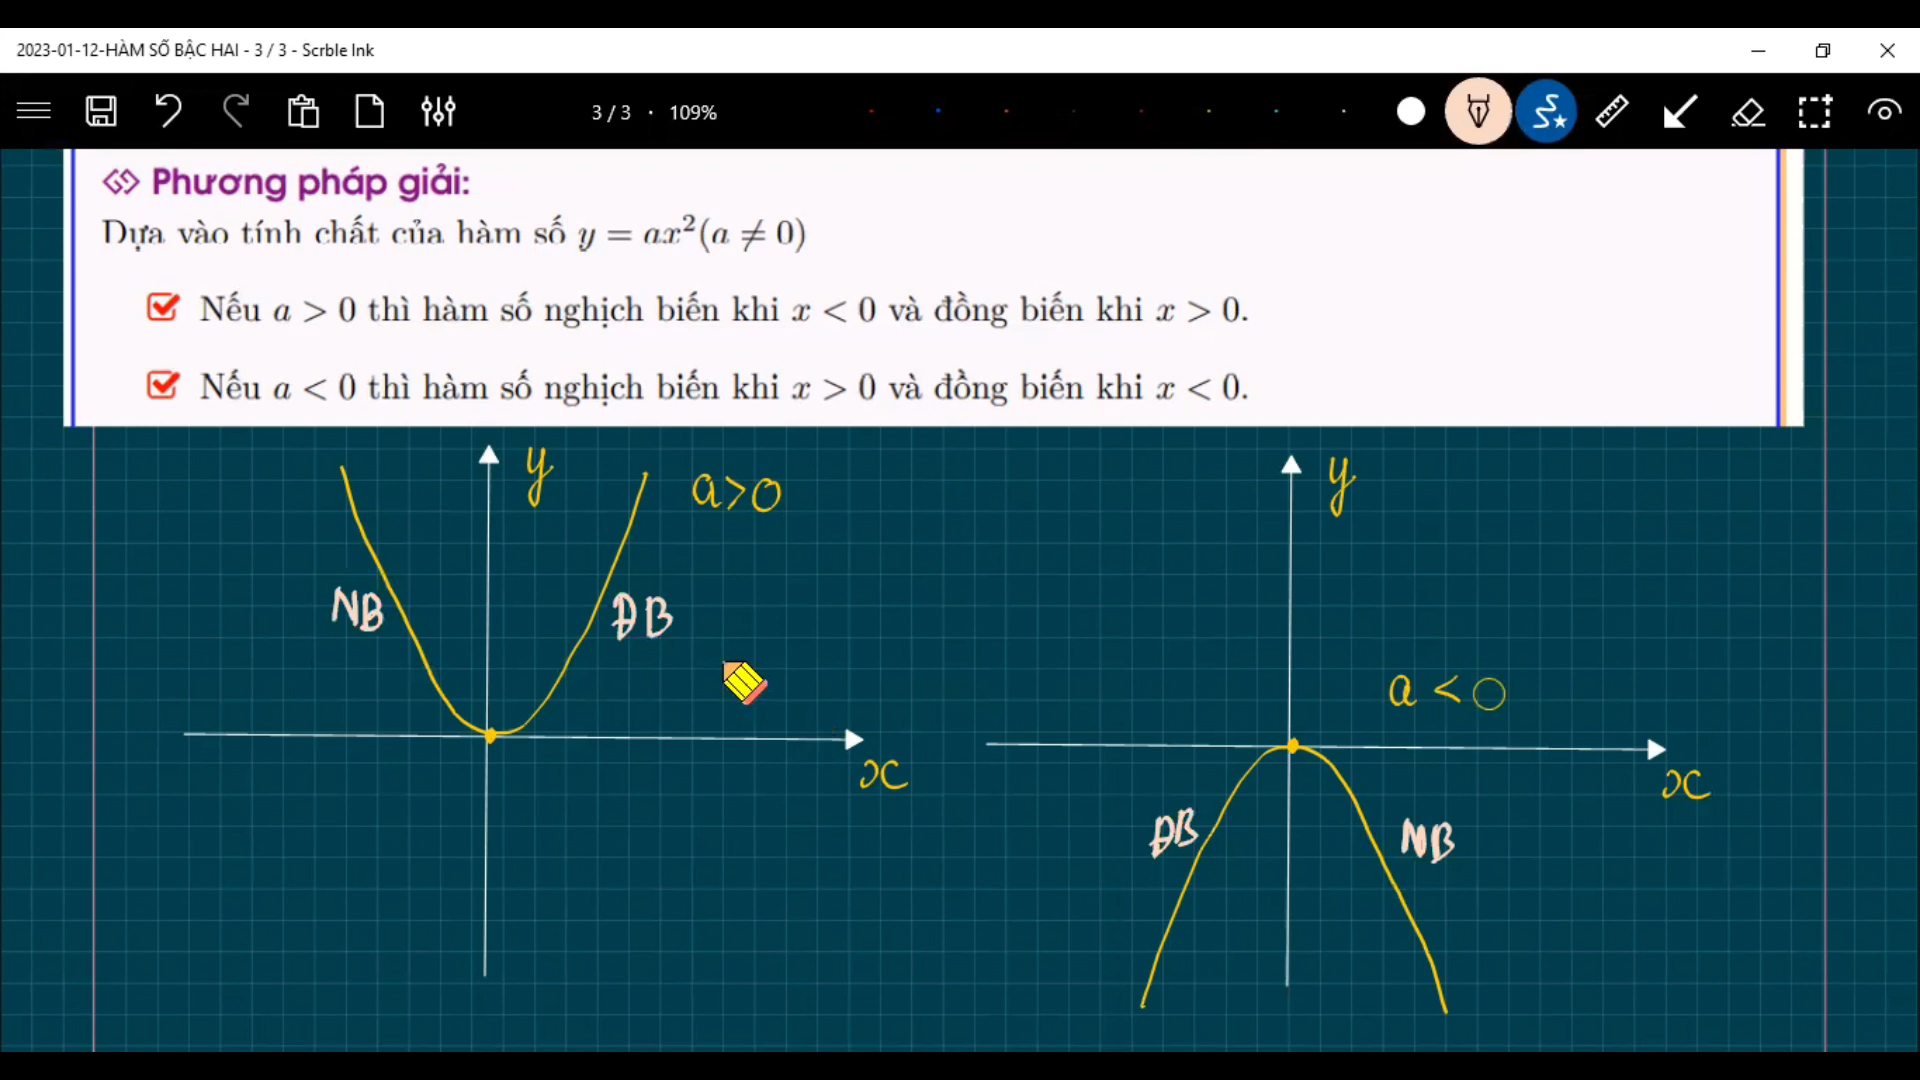 2023-01-12-HÀM SỐ BẬC HAI - 3 / 3 - Scrble Ink
3 / 3 · 109%
Phương pháp giải:
Dựa vào tính chất của hàm số y = ax²(a ≠ 0)
Nếu a > 0 thì hàm số nghịch biến khi x < 0 và đồng biến khi x > 0.
Nếu a < 0 thì hàm số nghịch biến khi x > 0 và đồng biến khi x < 0.
y
a>0
NB
ĐB
x
y
a < 0
x
ĐB
NB